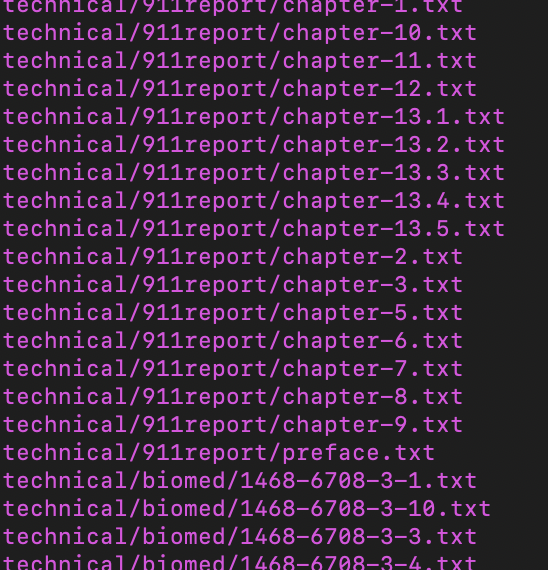 technical/911report/chapter-1.txt
technical/911report/chapter-10.txt
technical/911report/chapter-11.txt
technical/911report/chapter-12.txt
technical/911report/chapter-13.1.txt
technical/911report/chapter-13.2.txt
technical/911report/chapter-13.3.txt
technical/911report/chapter-13.4.txt
technical/911report/chapter-13.5.txt
technical/911report/chapter-2.txt
technical/911report/chapter-3.txt
technical/911report/chapter-5.txt
technical/911report/chapter-6.txt
technical/911report/chapter-7.txt
technical/911report/chapter-8.txt
technical/911report/chapter-9.txt
technical/911report/preface.txt
technical/biomed/1468-6708-3-1.txt
technical/biomed/1468-6708-3-10.txt
technical/biomed/1468-6708-3-3.txt
technical/biomed/1468-6708-3-4.txt